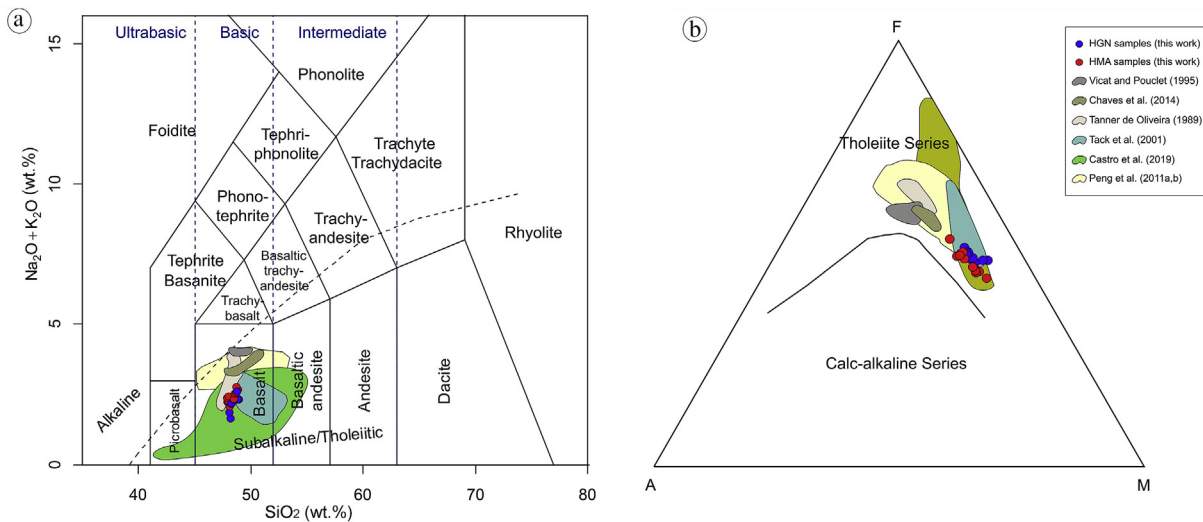 a
Ultrabasic
Basic
Intermediate
Phonolite
Foidite
Tephri-
phonolite
Trachyte
Trachydacite
Phono-
tephrite
Trachy-
andesite
Rhyolite
Tephrite
Basanite
Basaltic
trachy-
andesite
Trachy-
basalt
Alkaline
Picrobasalt
Basalt
Basaltic
andesite
Andesite
Dacite
Subalkaline/Tholeiitic
0
5
10
15
Na2O+K2O (wt.%)
40
50
60
70
80
SiO2 (wt.%)
b
F
Tholeiite Series
Calc-alkaline Series
A
M
HGN samples (this work)
HMA samples (this work)
Vicat and Pouclet (1995)
Chaves et al. (2014)
Tanner de Oliveira (1989)
Tack et al. (2001)
Castro et al. (2019)
Peng et al. (2011a,b)